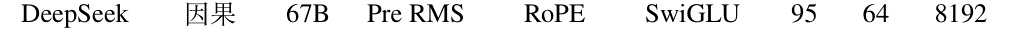 DeepSeek 因果 67B Pre RMS RoPE SwiGLU 95 64 8192